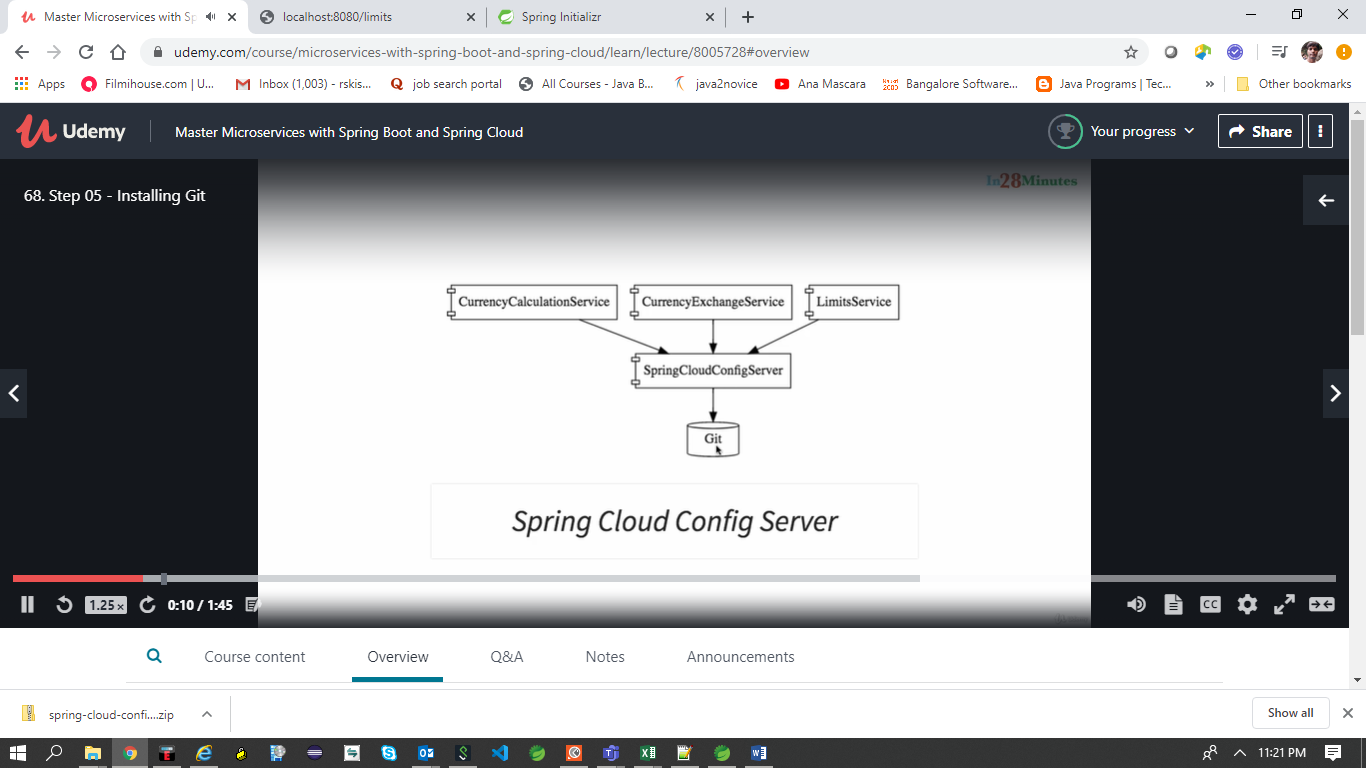 Master Microservices with Sp
localhost:8080/limits
Spring Initializr
udemy.com/course/microservices-with-spring-boot-and-spring-cloud/learn/lecture/8005728#overview
Apps
Filmihouse.com | U...
Inbox (1,003) - rskis...
job search portal
All Courses - Java B...
java2novice
Ana Mascara
Bangalore Software...
Java Programs | Tec...
»
Other bookmarks
Udemy
Master Microservices with Spring Boot and Spring Cloud
Your progress
Share
68. Step 05 - Installing Git
In28Minutes
CurrencyCalculationService
CurrencyExchangeService
LimitsService
SpringCloudConfigServer
Git
Spring Cloud Config Server
1.25x
0:10 / 1:45
CC
Course content
Overview
Q&A
Notes
Announcements
spring-cloud-confi....zip
Show all
11:21 PM